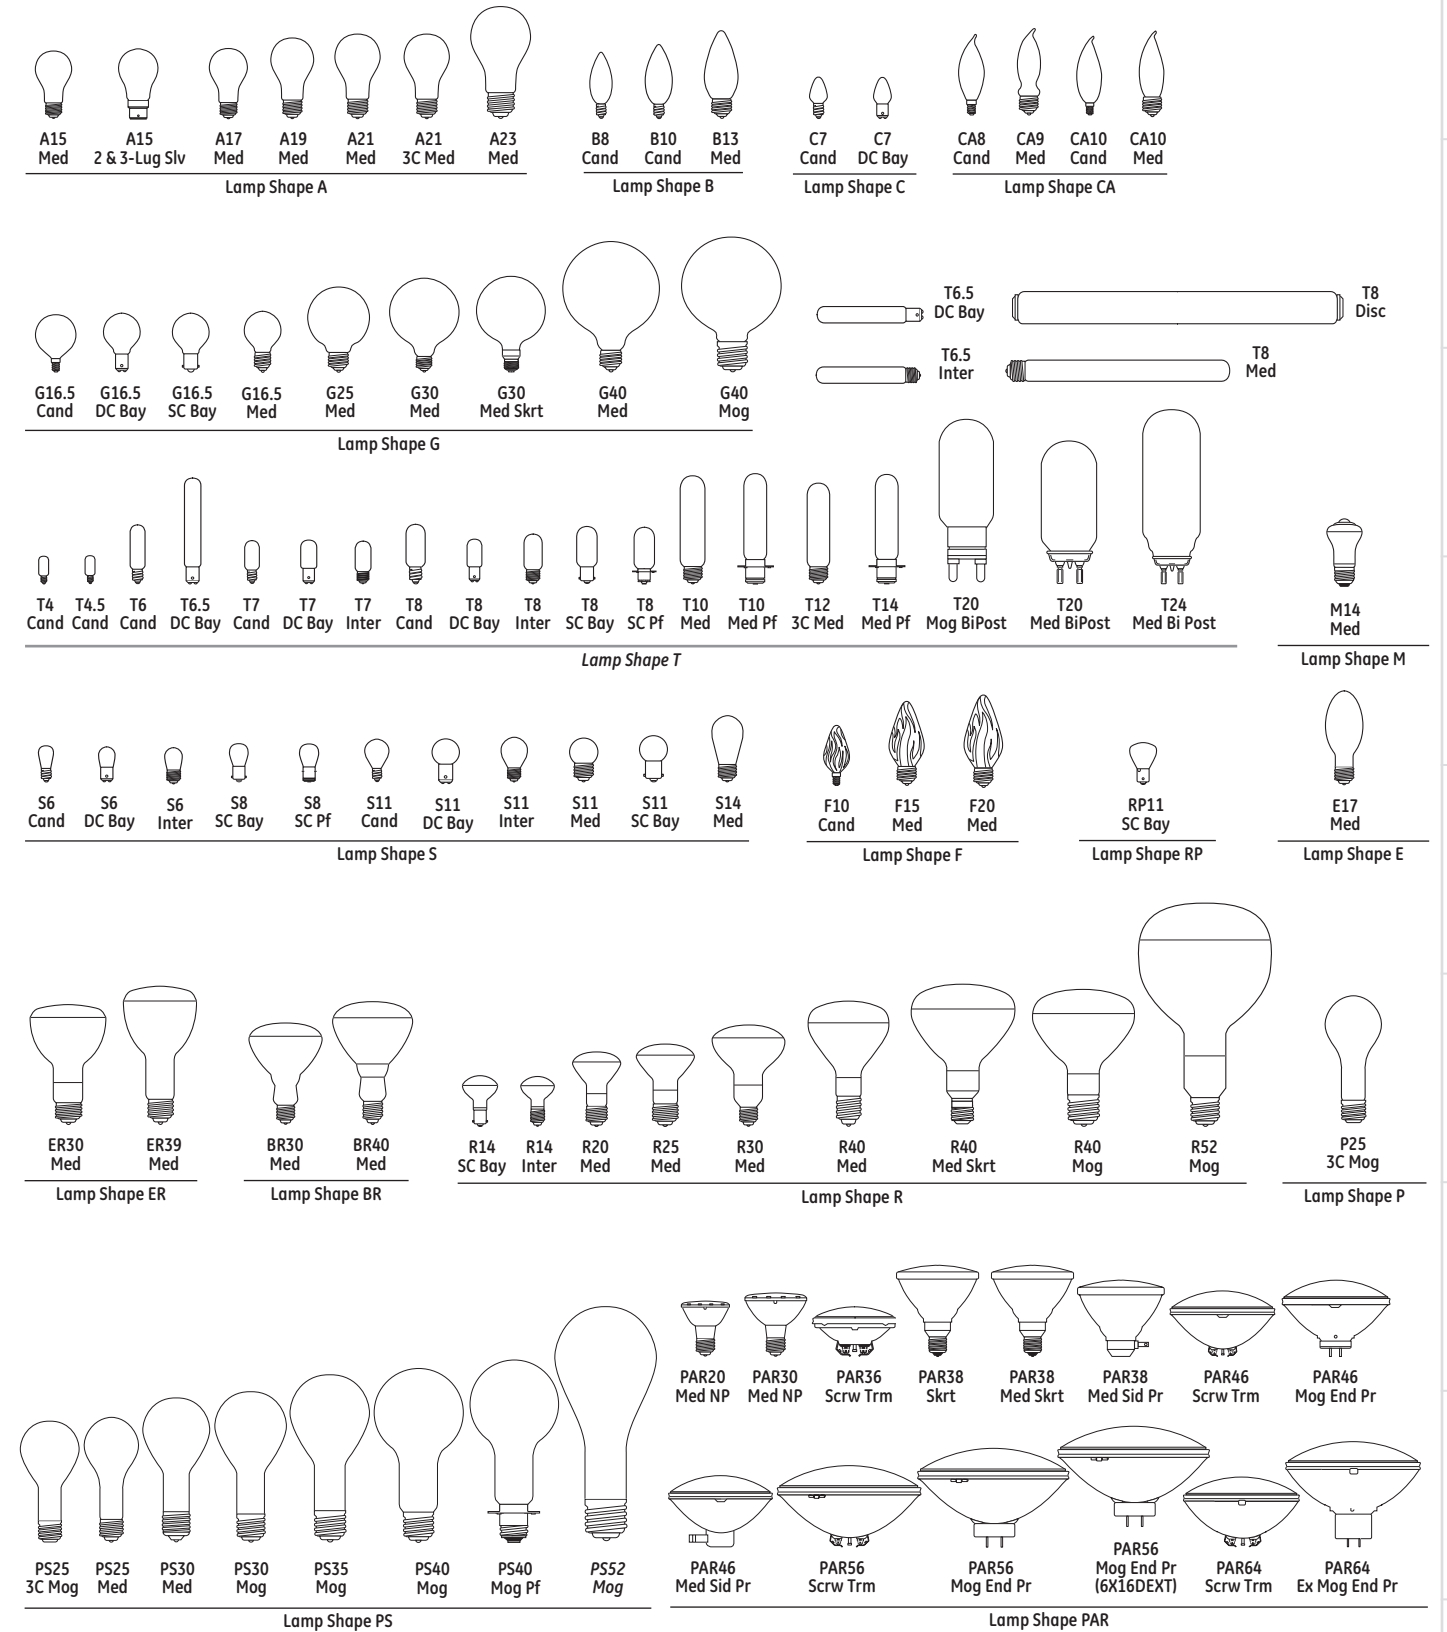 A15
Med
A15
2 & 3-Lug Slv
A17
Med
A19
Med
A21
Med
A21
3C Med
A23
Med
Lamp Shape A
B8
Cand
B10
Cand
B13
Med
Lamp Shape B
C7
Cand
C7
DC Bay
Lamp Shape C
CA8
Cand
CA9
Med
CA10
Cand
CA10
Med
Lamp Shape CA
G16.5
Cand
G16.5
DC Bay
G16.5
SC Bay
G16.5
Med
G25
Med
G30
Med
G30
Med Skrt
G40
Med
G40
Mog
Lamp Shape G
T6.5
DC Bay
T8
Disc
T6.5
Inter
T8
Med
T4
Cand
T4.5
Cand
T6
Cand
T6.5
DC Bay
T7
Cand
T7
DC Bay
T7
Inter
T8
Cand
T8
DC Bay
T8
Inter
T8
SC Bay
T8
SC Pf
T10
Med
T10
Med Pf
T12
3C Med
T14
Med Pf
T20
Mog BiPost
T20
Med BiPost
T24
Med Bi Post
Lamp Shape T
M14
Med
Lamp Shape M
S6
Cand
S6
DC Bay
S6
Inter
S8
SC Bay
S8
SC Pf
S11
Cand
S11
DC Bay
S11
Inter
S11
Med
S11
SC Bay
S14
Med
Lamp Shape S
F10
Cand
F15
Med
F20
Med
Lamp Shape F
RP11
SC Bay
Lamp Shape RP
E17
Med
Lamp Shape E
ER30
Med
ER39
Med
Lamp Shape ER
BR30
Med
BR40
Med
Lamp Shape BR
R14
SC Bay
R14
Inter
R20
Med
R25
Med
R30
Med
R40
Med
R40
Med Skrt
R40
Mog
R52
Mog
Lamp Shape R
P25
3C Mog
Lamp Shape P
PS25
3C Mog
PS25
Med
PS30
Med
PS30
Mog
PS35
Mog
PS40
Mog
PS40
Mog Pf
PS52
Mog
Lamp Shape PS
PAR20
Med NP
PAR30
Med NP
PAR36
Scrw Trm
PAR38
Skrt
PAR38
Med Skrt
PAR38
Med Sid Pr
PAR46
Scrw Trm
PAR46
Mog End Pr
PAR46
Med Sid Pr
PAR56
Scrw Trm
PAR56
Mog End Pr
PAR56
Mog End Pr
(6X16DEXT)
PAR64
Scrw Trm
PAR64
Ex Mog End Pr
Lamp Shape PAR